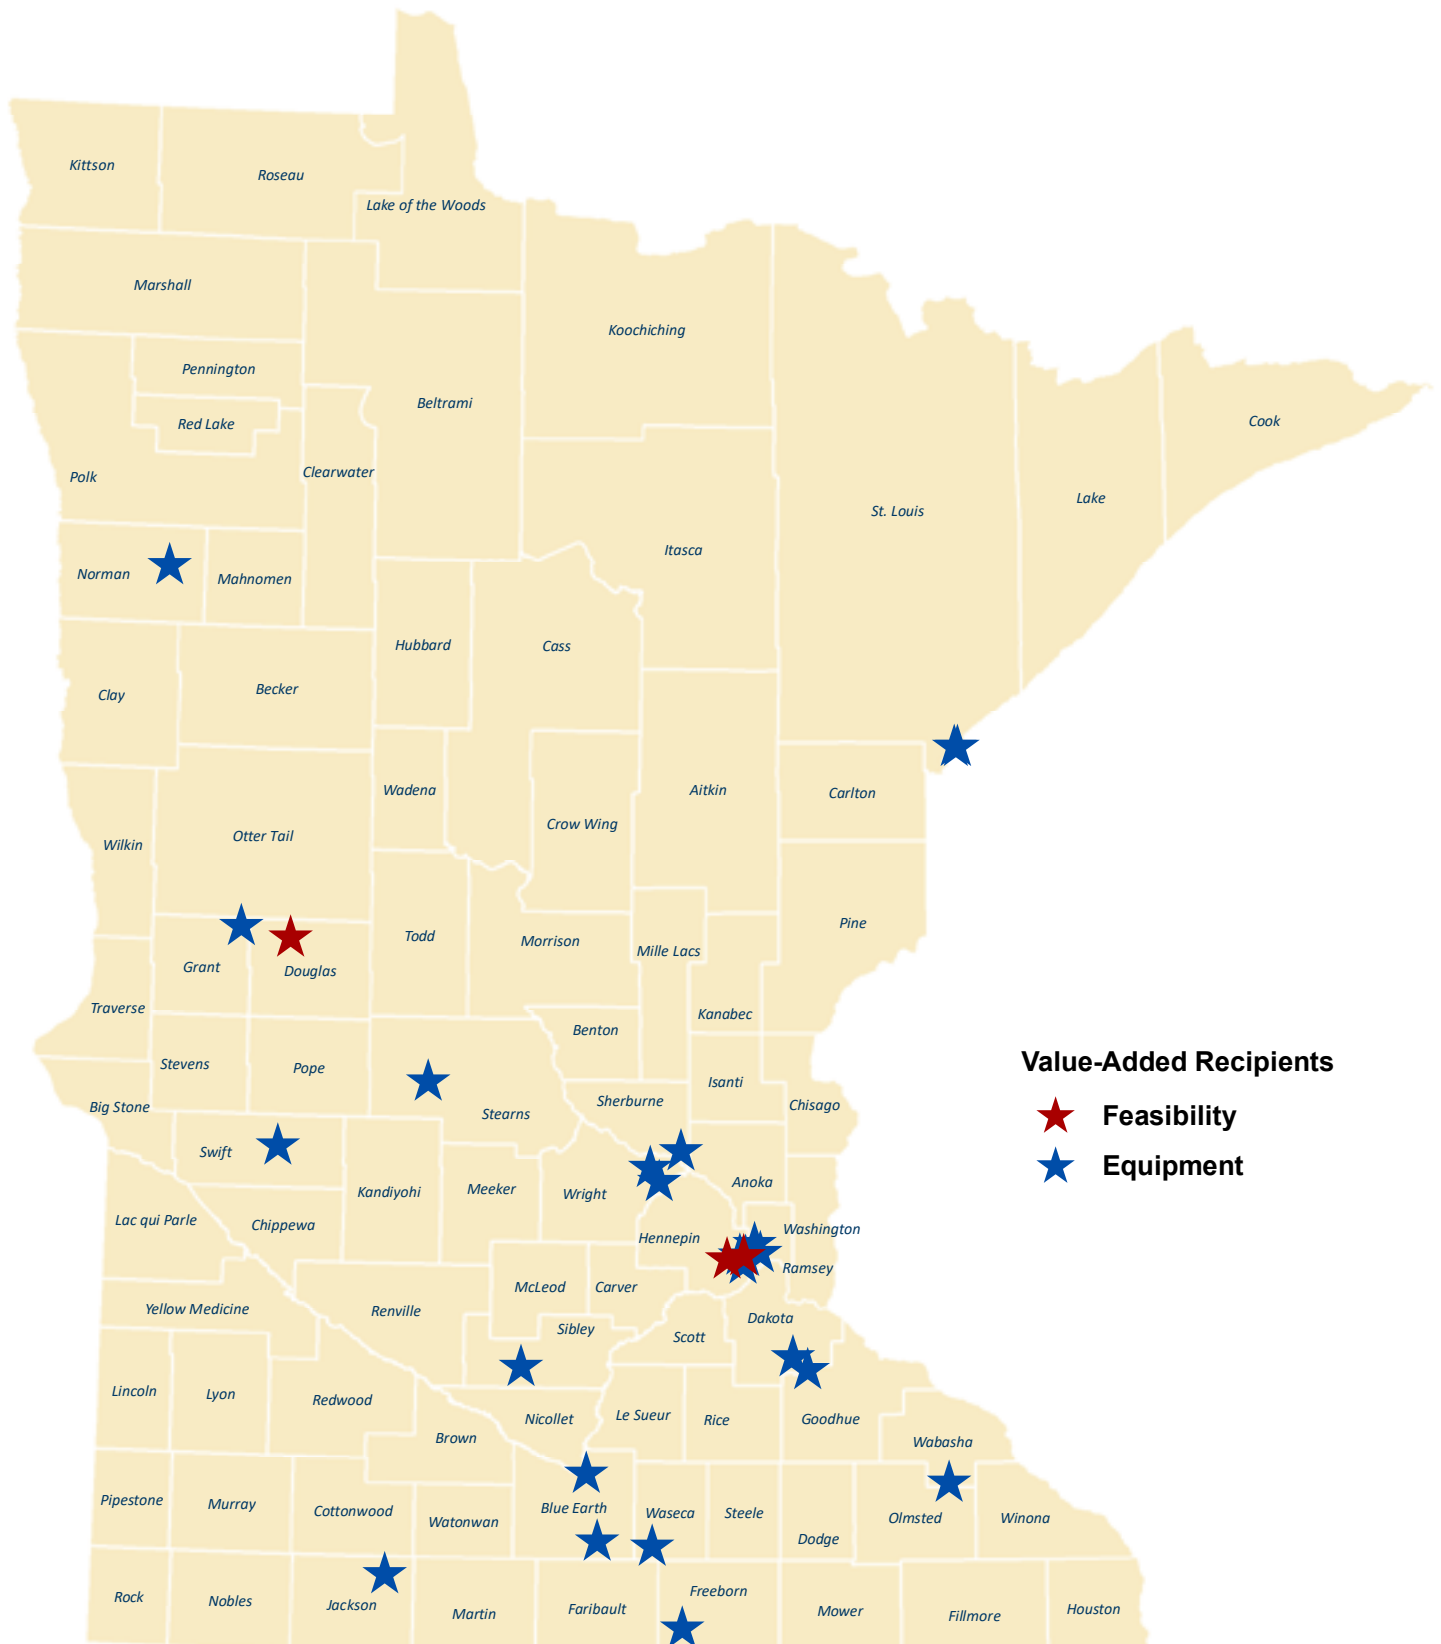 Kittson
Roseau
Lake of the Woods
Marshall
Koochiching
Pennington
Beltrami
Red Lake
Cook
Clearwater
Polk
Lake
St. Louis
Itasca
Norman
Mahnomen
Hubbard
Cass
Clay
Becker
Wadena
Aitkin
Carlton
Crow Wing
Otter Tail
Wilkin
Pine
Todd
Morrison
Mille Lacs
Grant
Douglas
Traverse
Kanabec
Benton
Stevens
Pope
Value-Added Recipients
Isanti
Big Stone
Stearns
Sherburne
Chisago
Feasibility
Swift
Equipment
Kandiyohi
Meeker
Wright
Anoka
Lac qui Parle
Chippewa
Hennepin
Washington
Ramsey
McLeod
Carver
Yellow Medicine
Renville
Dakota
Sibley
Scott
Lincoln
Lyon
Redwood
Nicollet
Le Sueur
Rice
Goodhue
Brown
Wabasha
Pipestone
Murray
Cottonwood
Watonwan
Blue Earth
Waseca
Steele
Dodge
Olmsted
Winona
Rock
Nobles
Jackson
Martin
Faribault
Freeborn
Mower
Fillmore
Houston